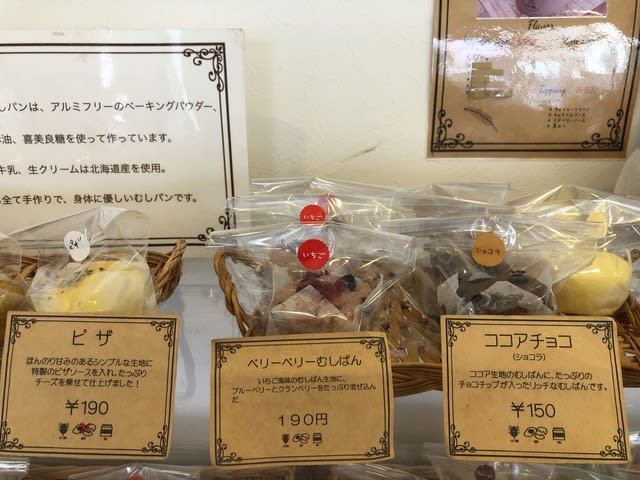 しパンは、アルミフリーのベーキングパウダー、
油、喜美良糖を使って作っています。
牛乳、生クリームは北海道産を使用。
全て手作りで、身体に優しいむしパンです。
Flavor
Topping
ピザ
いちご
いちご
ショコラ
ピザ
ほんのり甘みのあるシンプルな生地に
特製のピザソースを入れ、たっぷり
チーズを乗せて仕上げました!
¥190
ベリーベリーむしぱん
いちご風味のむしぱん生地に、
ブルーベリーとクランベリーをたっぷり混ぜ込ん
だ
190円
ココアチョコ
(ショコラ)
ココア生地のむしぱんに、たっぷりの
チョコチップが入ったリッチなむしぱんです。
¥150